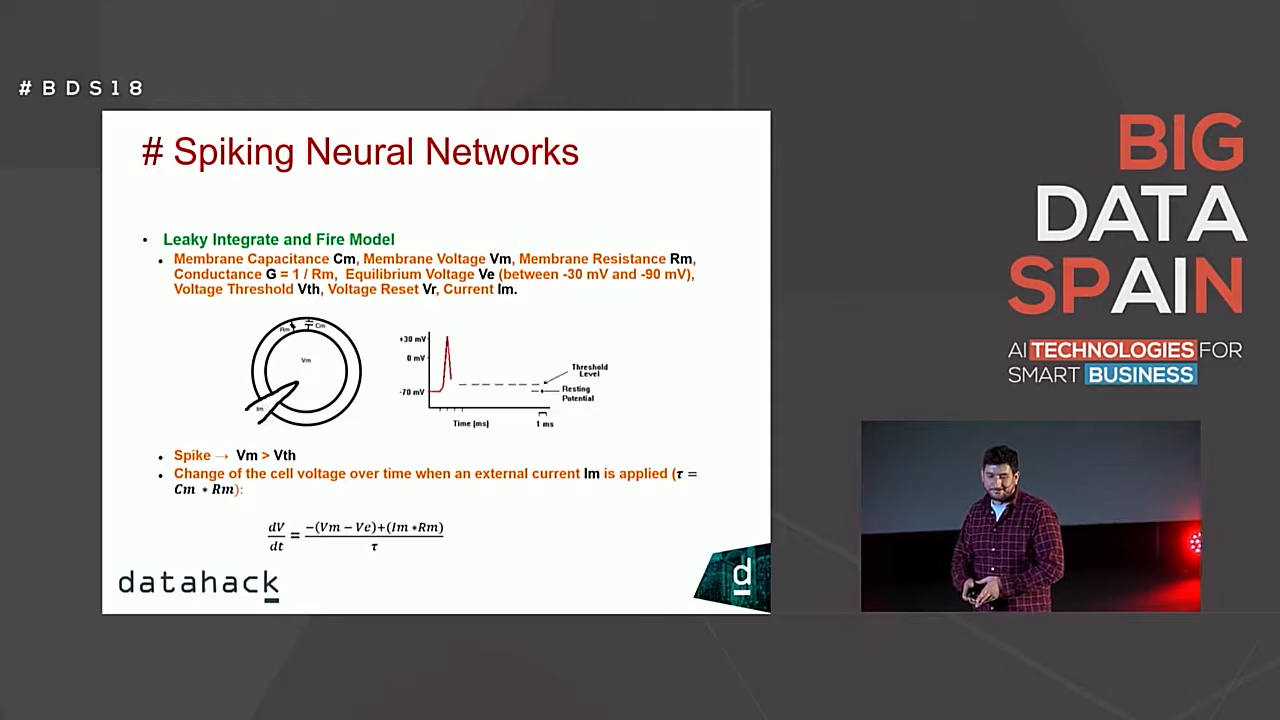 #BDS18
# Spiking Neural Networks
• Leaky Integrate and Fire Model
• Membrane Capacitance Cm, Membrane Voltage Vm, Membrane Resistance Rm,
Conductance G = 1 / Rm, Equilibrium Voltage Ve (between -30 mV and -90 mV),
Voltage Threshold Vth, Voltage Reset Vr, Current Im.
Rm Cm
Vm
Im
+30 mV
0 mV
-70 mV
Threshold
Level
Resting
Potential
Time [ms]
1 ms
• Spike → Vm > Vth
• Change of the cell voltage over time when an external current Im is applied (τ =
Cm * Rm):
dV/dt = −(Vm − Ve)+(Im *Rm)/τ
datahack
d
BIG
DATA
SPAIN
AI TECHNOLOGIES FOR
SMART BUSINESS